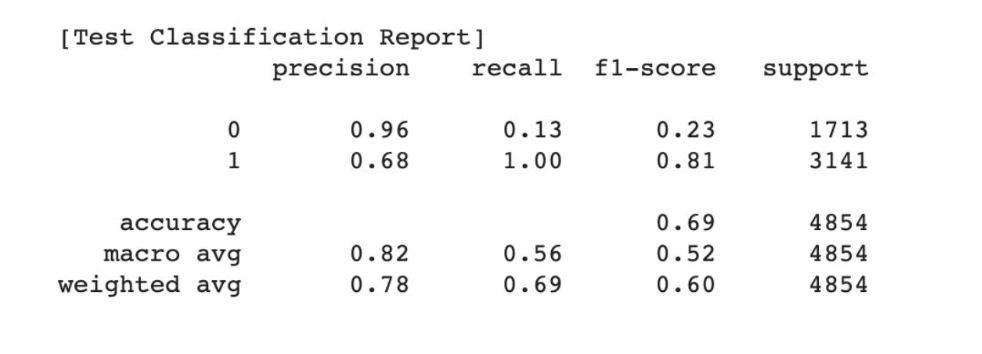 [Test Classification Report]
precision recall f1-score support
0 0.96 0.13 0.23 1713
1 0.68 1.00 0.81 3141
accuracy 0.69 4854
macro avg 0.82 0.56 0.52 4854
weighted avg 0.78 0.69 0.60 4854